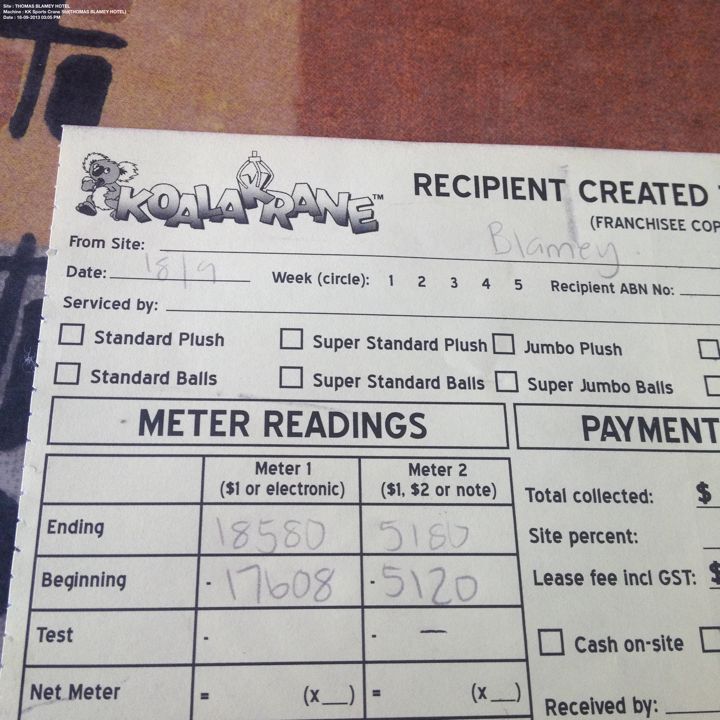 Site : THOMAS BLAMEY HOTEL
Machine : KK Sports Crane SM(THOMAS BLAMEY HOTEL)
Date : 18-09-2013 03:05 PM
KOALA KRANE™
RECIPIENT CREATED
(FRANCHISEE COP
From Site: Blamey
Date: 18/9 Week (circle): 1 2 3 4 5 Recipient ABN No:
Serviced by:
Standard Plush Super Standard Plush Jumbo Plush
Standard Balls Super Standard Balls Super Jumbo Balls
METER READINGS PAYMENT
Meter 1 Meter 2
($1 or electronic) ($1, $2 or note)
Total collected: $
Ending 18580 5180
Site percent:
Beginning - 17608 - 5120
Lease fee incl GST: $
Test - - —
Cash on-site
Net Meter = (x__) = (x__)
Received by: